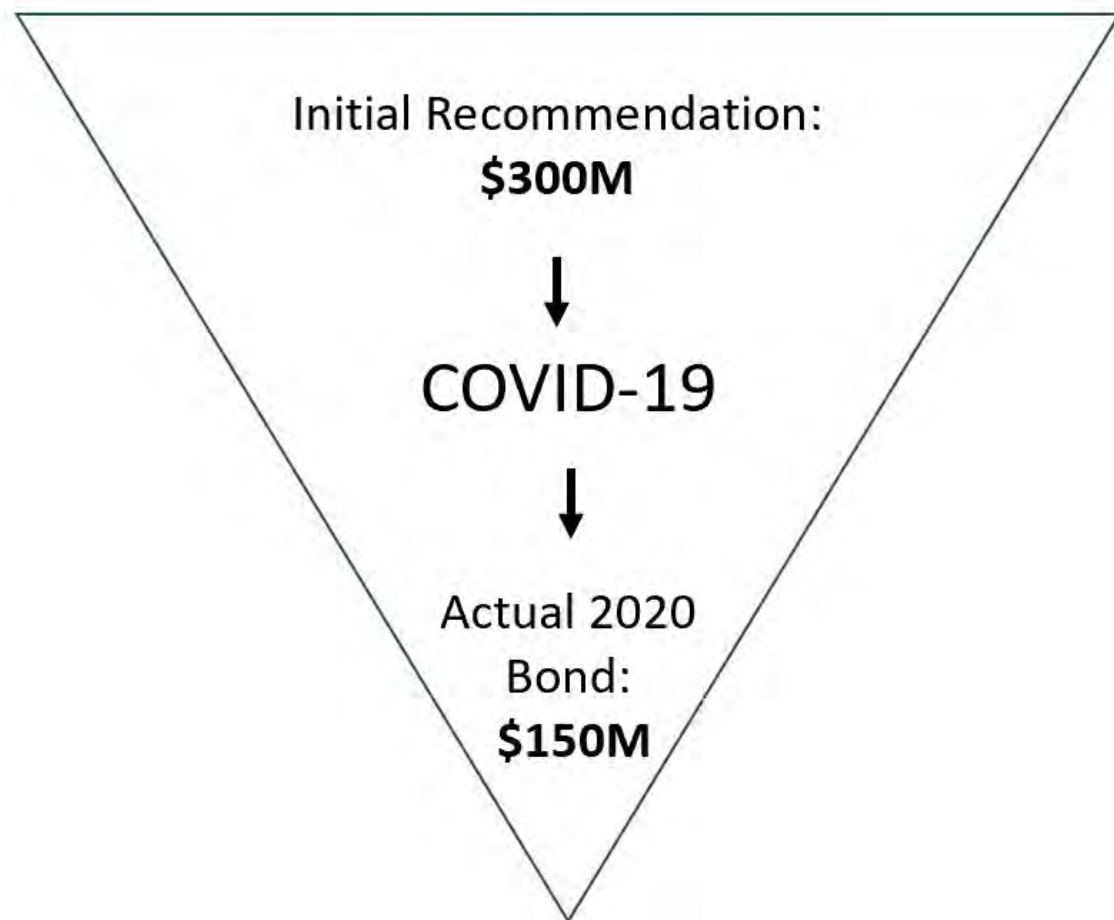 Initial Recommendation:
$300M
COVID-19
Actual 2020
Bond:
$150M